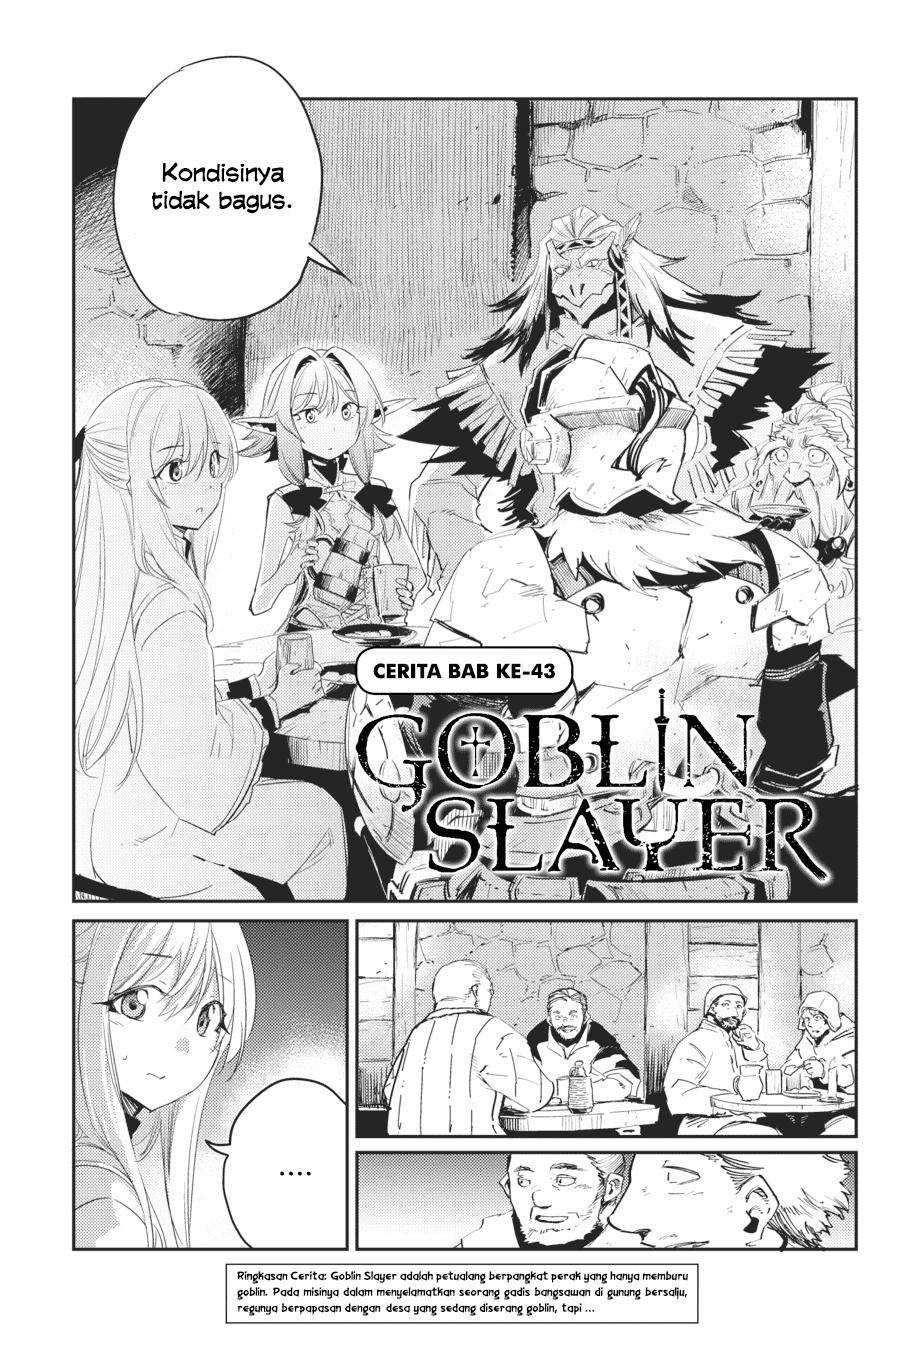 Kondisinya
tidak bagus.
CERITA BAB KE-43
GOBLIN
SLAYER
....
Ringkasan Cerita: Goblin Slayer adalah petualang berpangkat perak yang hanya memburu
goblin. Pada misinya dalam menyelamatkan seorang gadis bangsawan di gunung bersalju,
regunya berpapasan dengan desa yang sedang diserang goblin, tapi ...